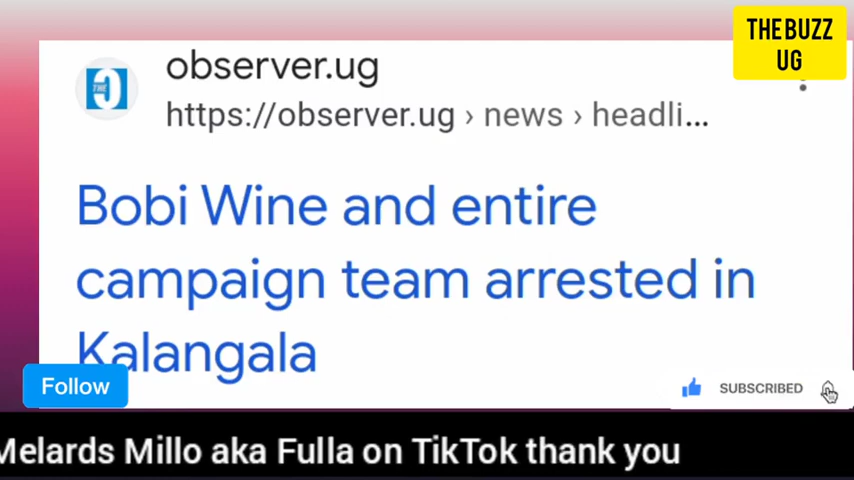 THE BUZZ
UG
observer.ug
THE
https://observer.ug › news › headli...
Bobi Wine and entire
campaign team arrested in
Kalangala
Follow
SUBSCRIBED
Melards Millo aka Fulla on TikTok thank you